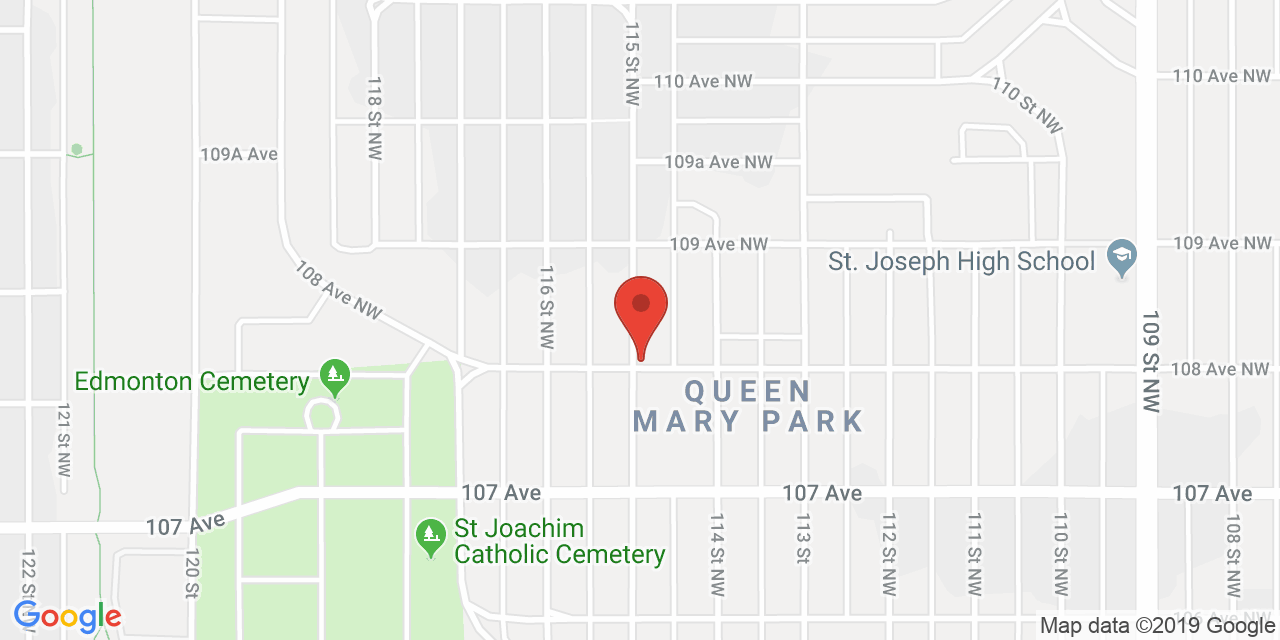 115 St NW
110 Ave NW
110 Ave NW
118 St NW
110 St NW
109A Ave
109a Ave NW
109 Ave NW
109 Ave NW
St. Joseph High School
108 Ave NW
116 St NW
109 St NW
108 Ave NW
Edmonton Cemetery
QUEEN
MARY PARK
121 St NW
107 Ave
107 Ave
107 Ave
107 Ave
St Joachim
Catholic Cemetery
114 St NW
113 St
112 St NW
111 St NW
110 St NW
108 St NW
122 St
120 St
Google
106 Ave NW
Map data ©2019 Google